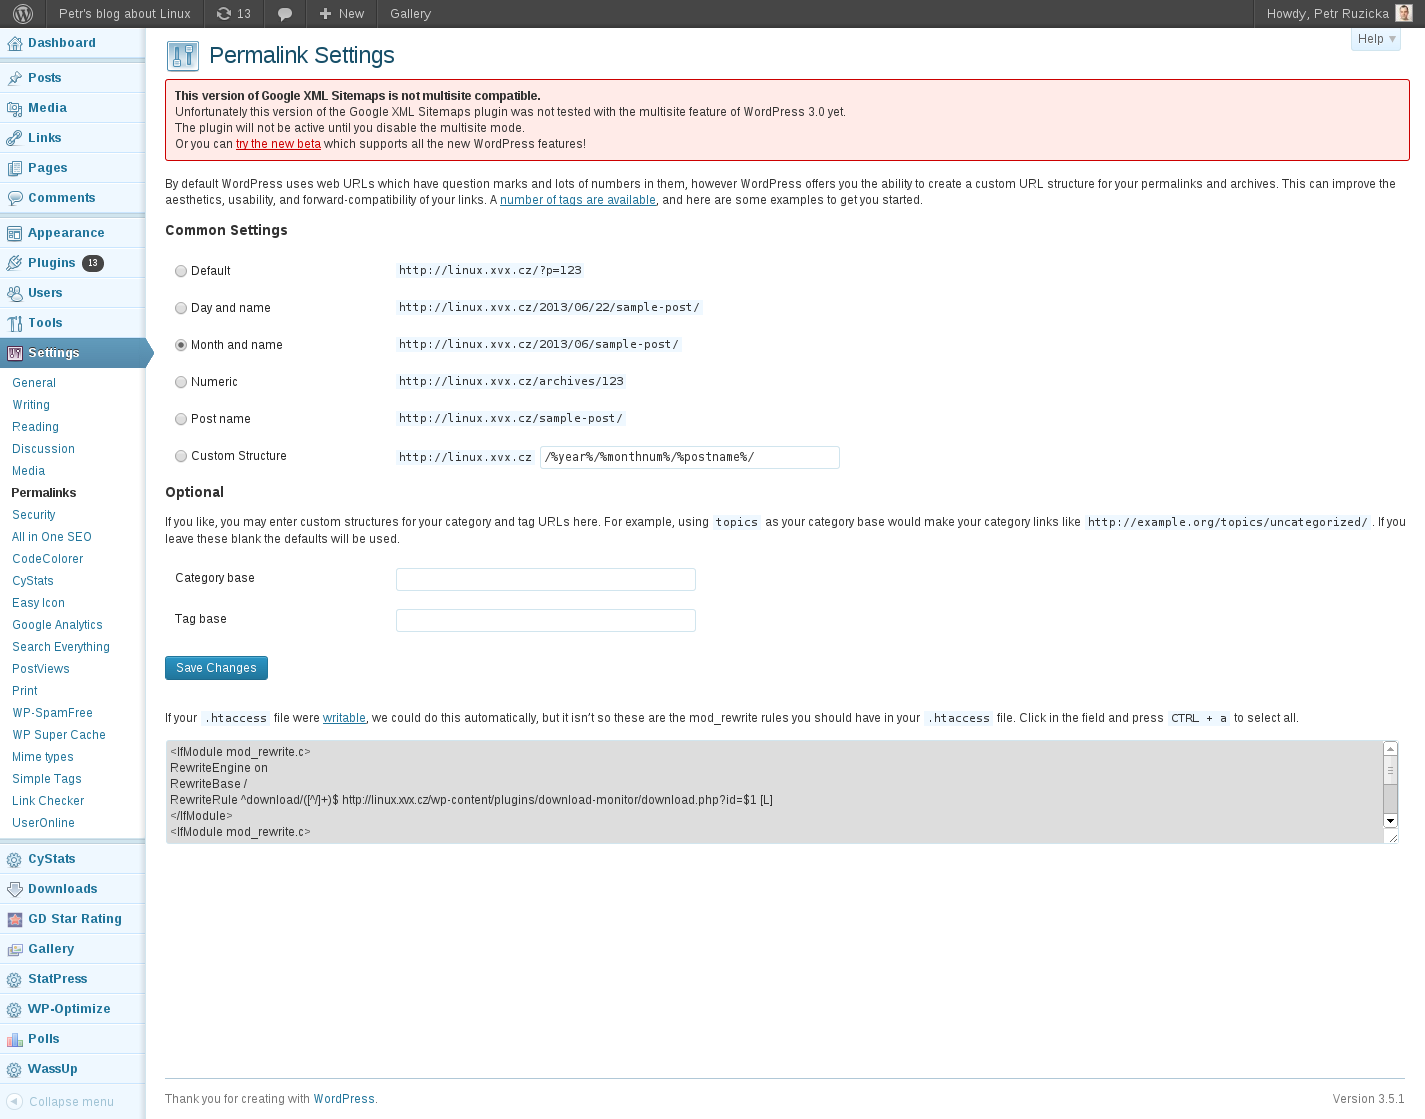 Petr's blog about Linux 13 New Gallery Howdy, Petr Ruzicka
Help
Dashboard
Posts
Media
Links
Pages
Comments
Appearance
Plugins 13
Users
Tools
Settings
General
Writing
Reading
Discussion
Media
Permalinks
Security
All in One SEO
CodeColorer
CyStats
Easy Icon
Google Analytics
Search Everything
PostViews
Print
WP-SpamFree
WP Super Cache
Mime types
Simple Tags
Link Checker
UserOnline
CyStats
Downloads
GD Star Rating
Gallery
StatPress
WP-Optimize
Polls
WassUp
Collapse menu
Permalink Settings
This version of Google XML Sitemaps is not multisite compatible.
Unfortunately this version of the Google XML Sitemaps plugin was not tested with the multisite feature of WordPress 3.0 yet.
The plugin will not be active until you disable the multisite mode.
Or you can try the new beta which supports all the new WordPress features!
By default WordPress uses web URLs which have question marks and lots of numbers in them, however WordPress offers you the ability to create a custom URL structure for your permalinks and archives. This can improve the
aesthetics, usability, and forward-compatibility of your links. A number of tags are available, and here are some examples to get you started.
Common Settings
Default http://linux.xvx.cz/?p=123
Day and name http://linux.xvx.cz/2013/06/22/sample-post/
Month and name http://linux.xvx.cz/2013/06/sample-post/
Numeric http://linux.xvx.cz/archives/123
Post name http://linux.xvx.cz/sample-post/
Custom Structure http://linux.xvx.cz /%year%/%monthnum%/%postname%/
Optional
If you like, you may enter custom structures for your category and tag URLs here. For example, using topics as your category base would make your category links like http://example.org/topics/uncategorized/ . If you
leave these blank the defaults will be used.
Category base
Tag base
Save Changes
If your .htaccess file were writable, we could do this automatically, but it isn’t so these are the mod_rewrite rules you should have in your .htaccess file. Click in the field and press CTRL + a to select all.
<IfModule mod_rewrite.c>
RewriteEngine on
RewriteBase /
RewriteRule ^download/([^/]+)$ http://linux.xvx.cz/wp-content/plugins/download-monitor/download.php?id=$1 [L]
</IfModule>
<IfModule mod_rewrite.c>
Thank you for creating with WordPress. Version 3.5.1